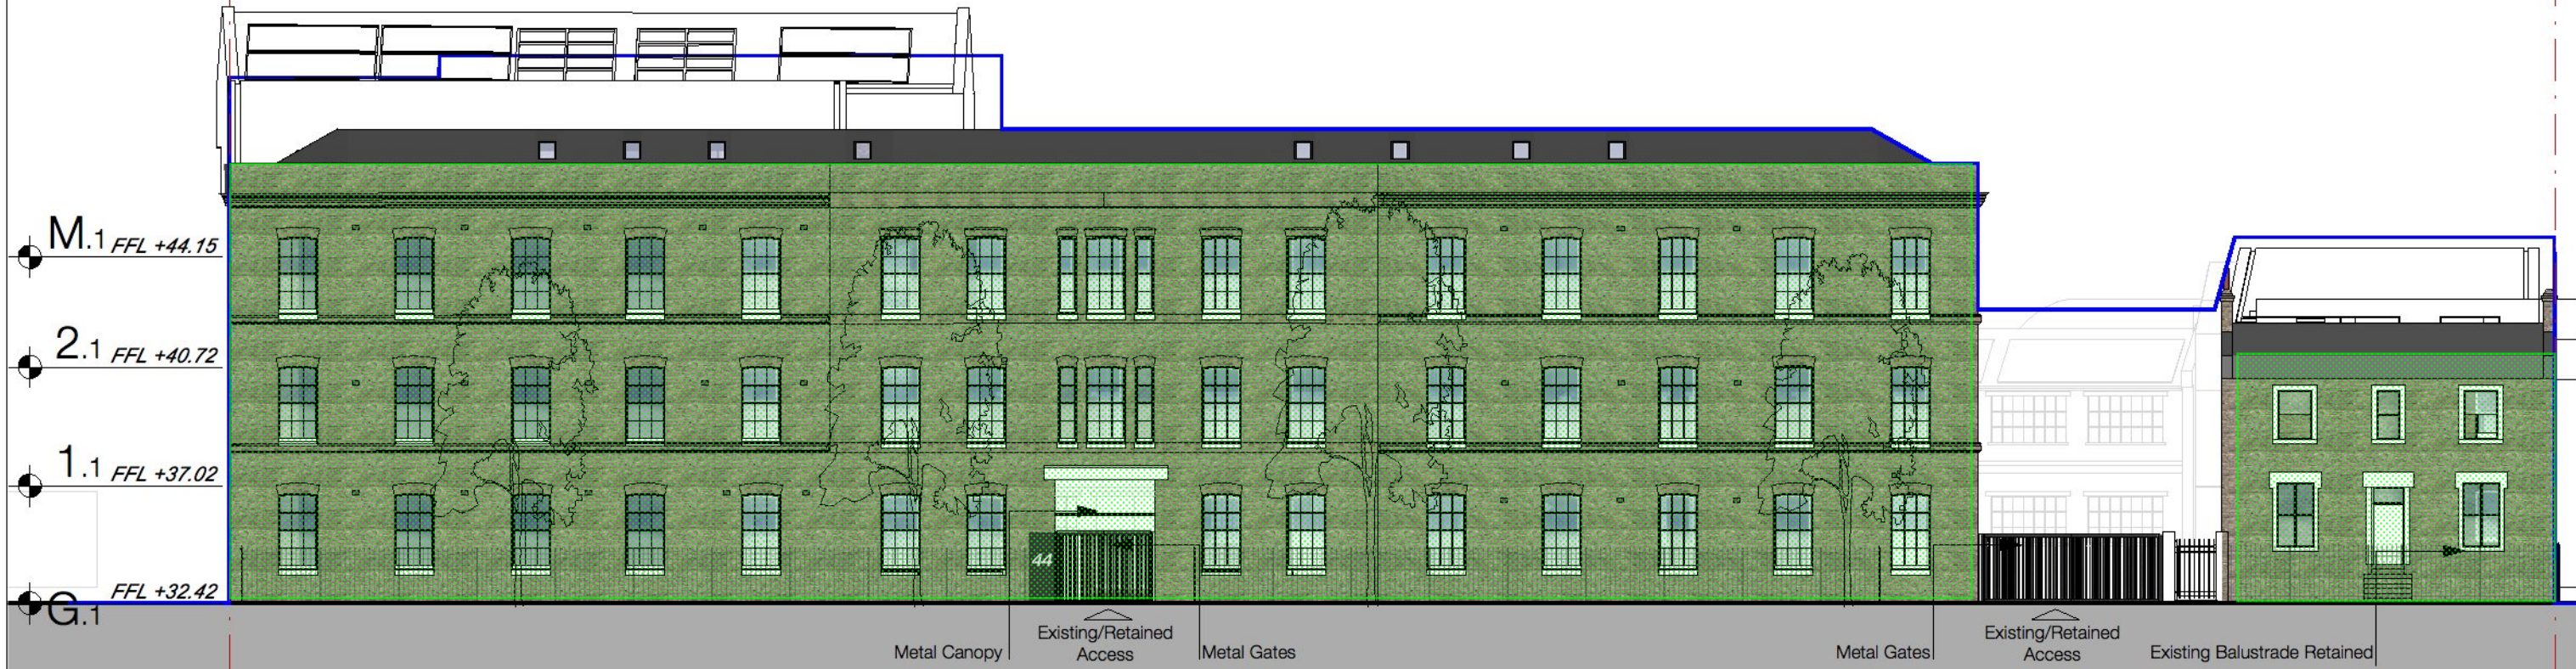 M.1 FFL +44.15
2.1 FFL +40.72
1.1 FFL +37.02
FFL +32.42
G.1
44
Metal Canopy
Existing/Retained
Access
Metal Gates
Metal Gates
Existing/Retained
Access
Existing Balustrade Retained